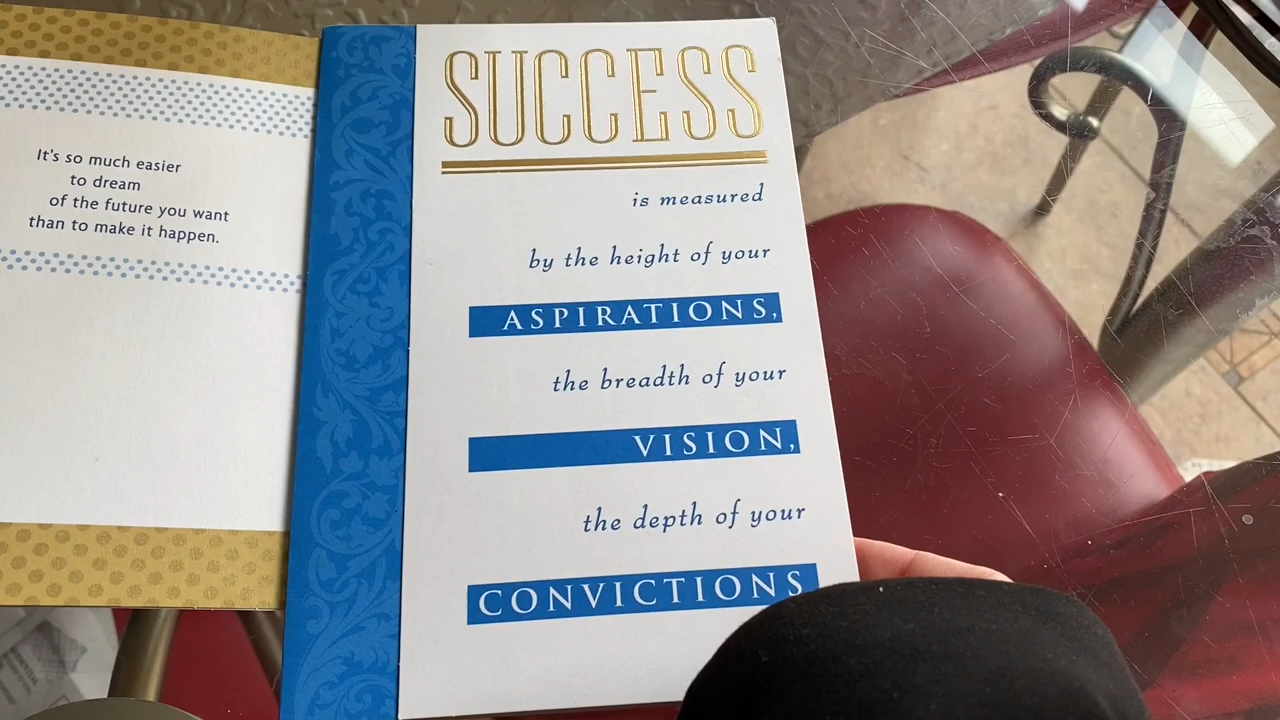 It's so much easier
to dream
of the future you want
than to make it happen.
SUCCESS
is measured
by the height of your
ASPIRATIONS,
the breadth of your
VISION,
the depth of your
CONVICTIONS